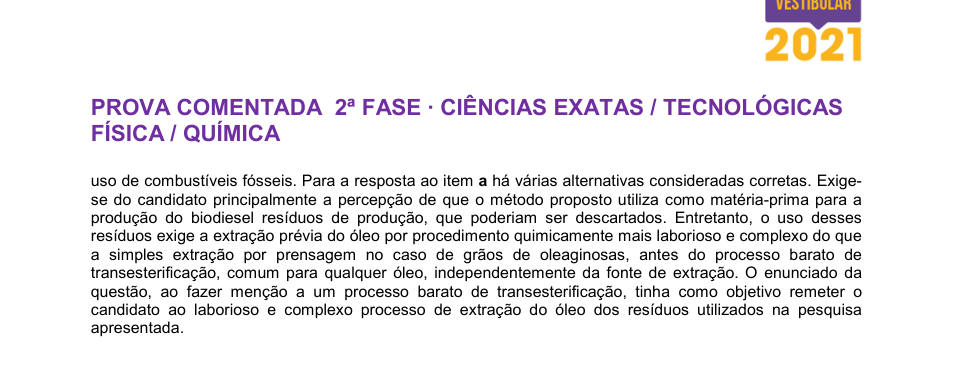 VESTIBULAR
2021
PROVA COMENTADA 2ª FASE · CIÊNCIAS EXATAS / TECNOLÓGICAS
FÍSICA / QUÍMICA
uso de combustíveis fósseis. Para a resposta ao item a há várias alternativas consideradas corretas. Exige-
se do candidato principalmente a percepção de que o método proposto utiliza como matéria-prima para a
produção do biodiesel resíduos de produção, que poderiam ser descartados. Entretanto, o uso desses
resíduos exige a extração prévia do óleo por procedimento quimicamente mais laborioso e complexo do que
a simples extração por prensagem no caso de grãos de oleaginosas, antes do processo barato de
transesterificação, comum para qualquer óleo, independentemente da fonte de extração. O enunciado da
questão, ao fazer menção a um processo barato de transesterificação, tinha como objetivo remeter o
candidato ao laborioso e complexo processo de extração do óleo dos resíduos utilizados na pesquisa
apresentada.